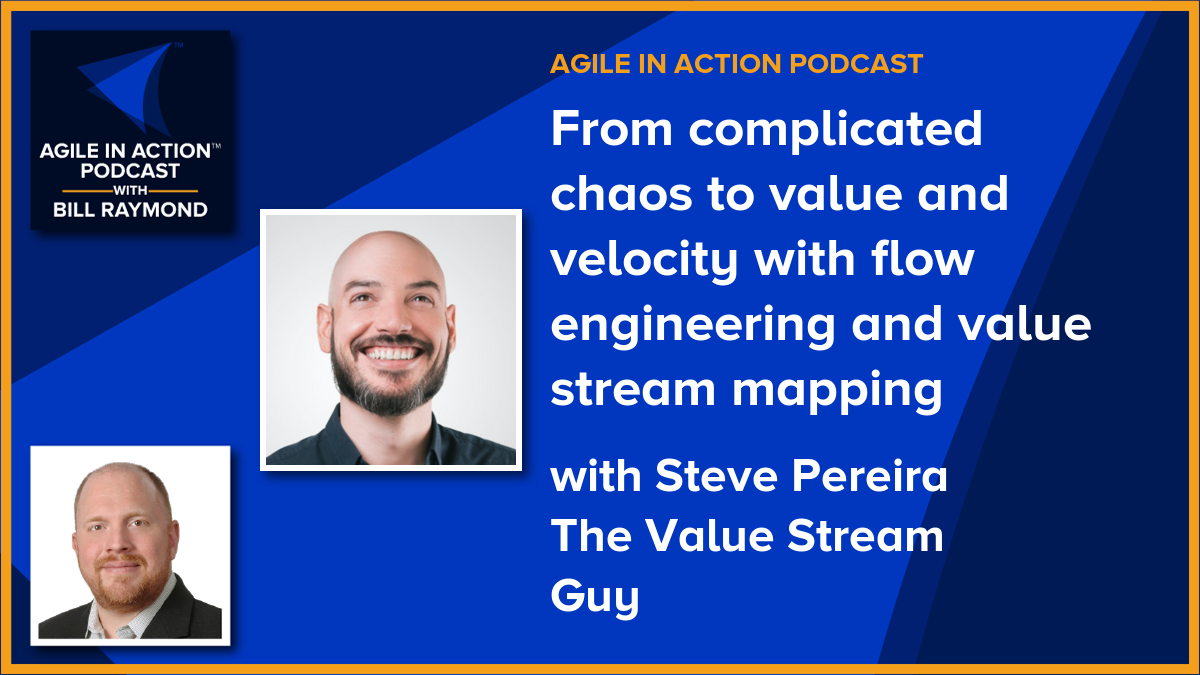 AGILE IN ACTION™
PODCAST
WITH
BILL RAYMOND
AGILE IN ACTION PODCAST
From complicated
chaos to value and
velocity with flow
engineering and value
stream mapping
with Steve Pereira
The Value Stream
Guy